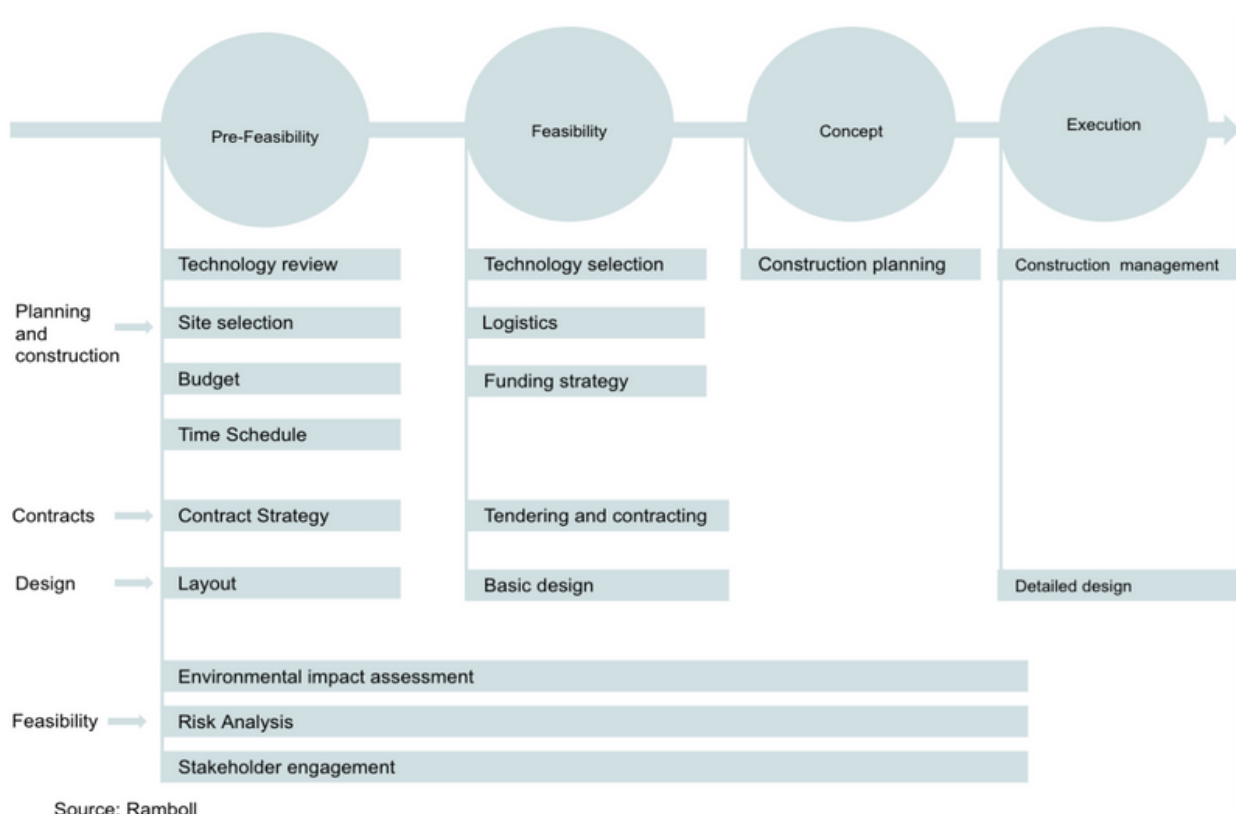 Pre-Feasibility
Feasibility
Concept
Execution
Technology review
Technology selection
Construction planning
Construction management
Planning
and
construction
Site selection
Logistics
Budget
Funding strategy
Time Schedule
Contracts
Contract Strategy
Tendering and contracting
Design
Layout
Basic design
Detailed design
Environmental impact assessment
Feasibility
Risk Analysis
Stakeholder engagement
Source: Ramboll